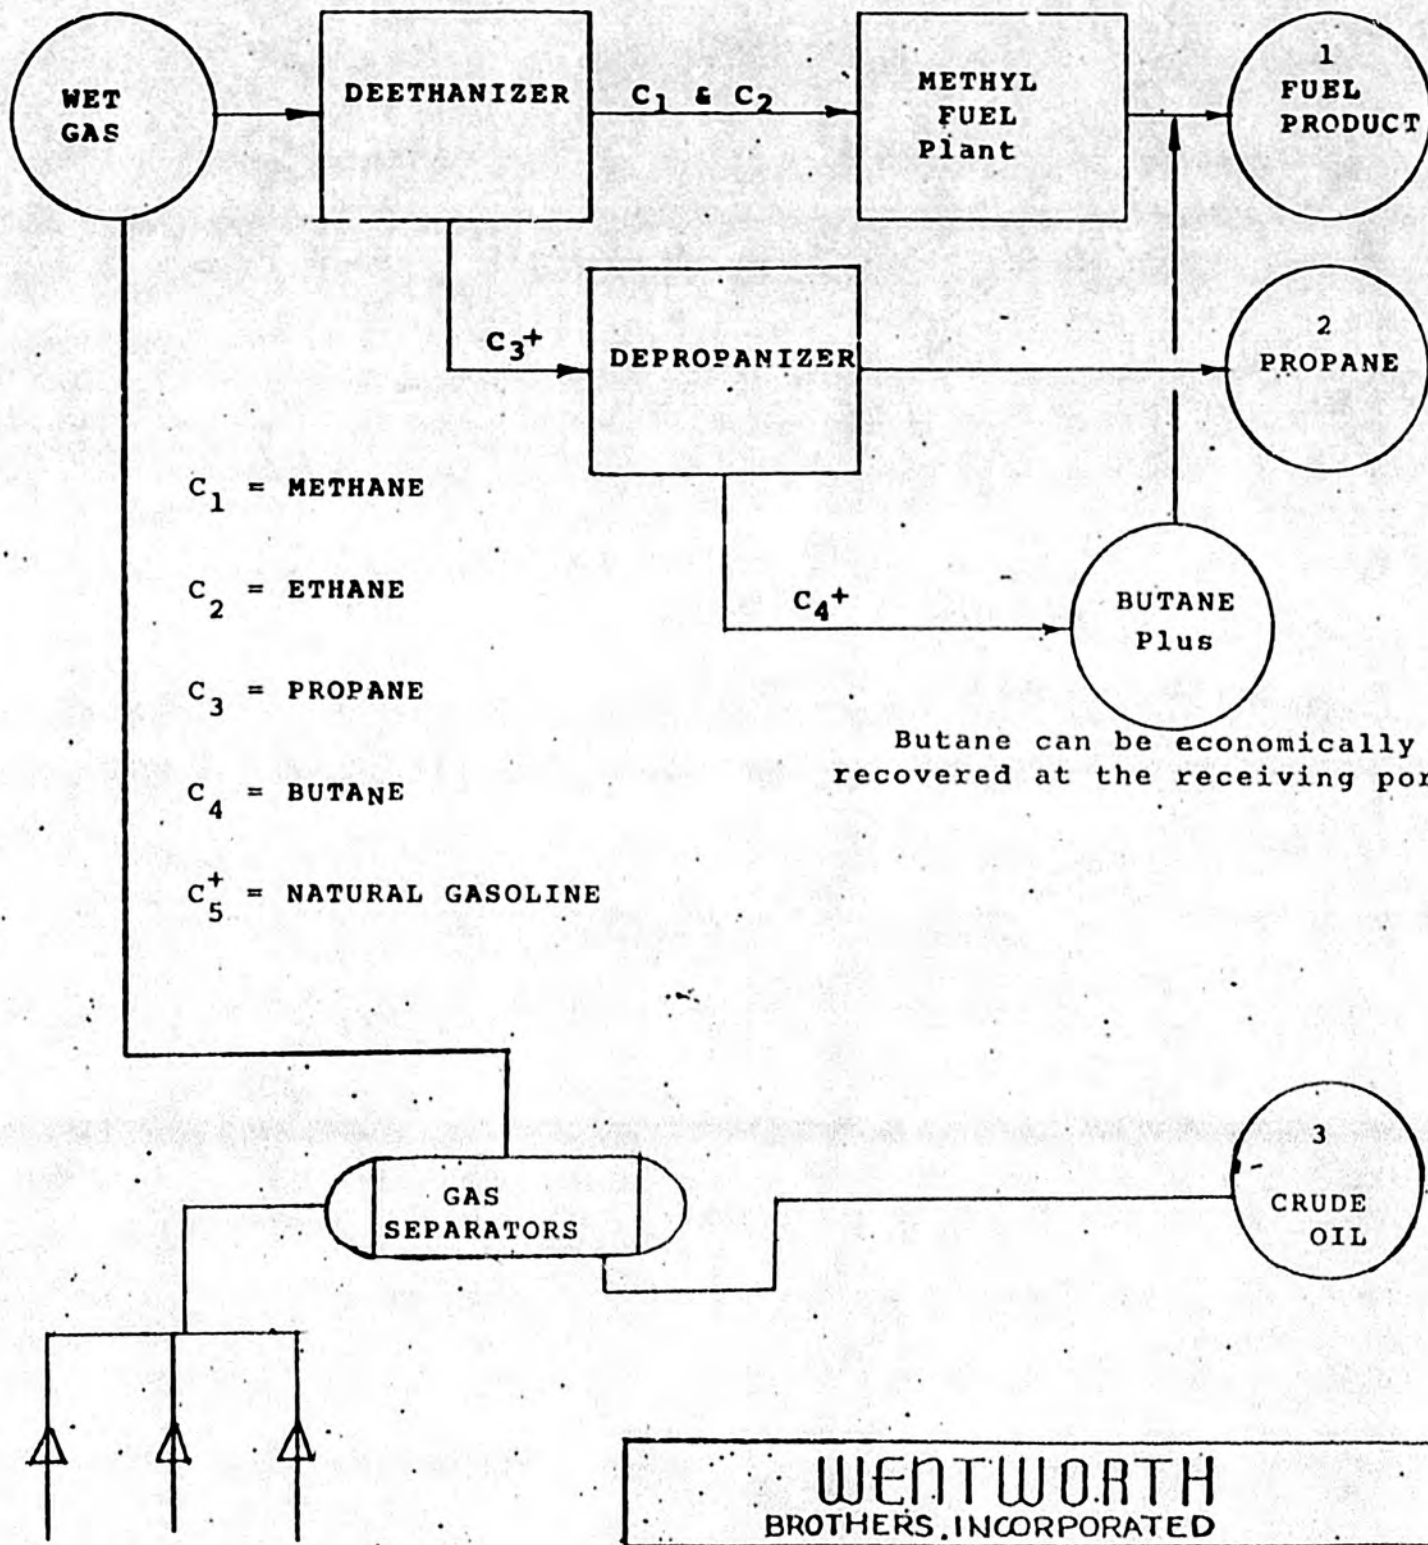 WET
GAS
DEETHANIZER
C₁ & C₂
METHYL
FUEL
Plant
1
FUEL
PRODUCT
C₃⁺
DEPROPANIZER
2
PROPANE
C₁ = METHANE
C₂ = ETHANE
C₃ = PROPANE
C₄ = BUTANE
C₅⁺ = NATURAL GASOLINE
C₄⁺
BUTANE
Plus
Butane can be economically
recovered at the receiving por
GAS
SEPARATORS
3
CRUDE
OIL
WENTWORTH
BROTHERS, INCORPORATED